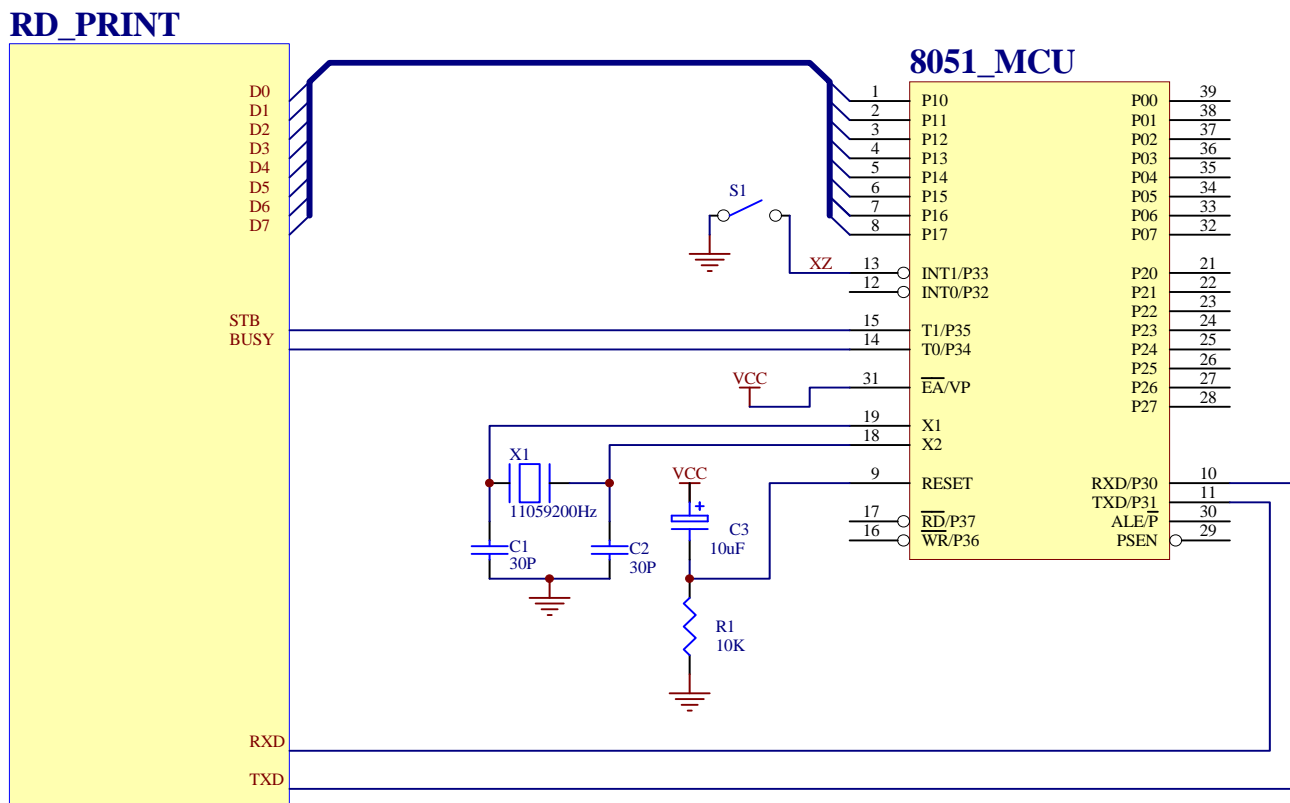 RD_PRINT
D0
D1
D2
D3
D4
D5
D6
D7
STB
BUSY
RXD
TXD
S1
XZ
VCC
X1
11059200Hz
C1
30P
C2
30P
VCC
C3
10uF
R1
10K
8051_MCU
1 P10
2 P11
3 P12
4 P13
5 P14
6 P15
7 P16
8 P17
13 INT1/P33
12 INT0/P32
15 T1/P35
14 T0/P34
31 EA/VP
19 X1
18 X2
9 RESET
17 RD/P37
16 WR/P36
P00 39
P01 38
P02 37
P03 36
P04 35
P05 34
P06 33
P07 32
P20 21
P21 22
P22 23
P23 24
P24 25
P25 26
P26 27
P27 28
RXD/P30 10
TXD/P31 11
ALE/P 30
PSEN 29